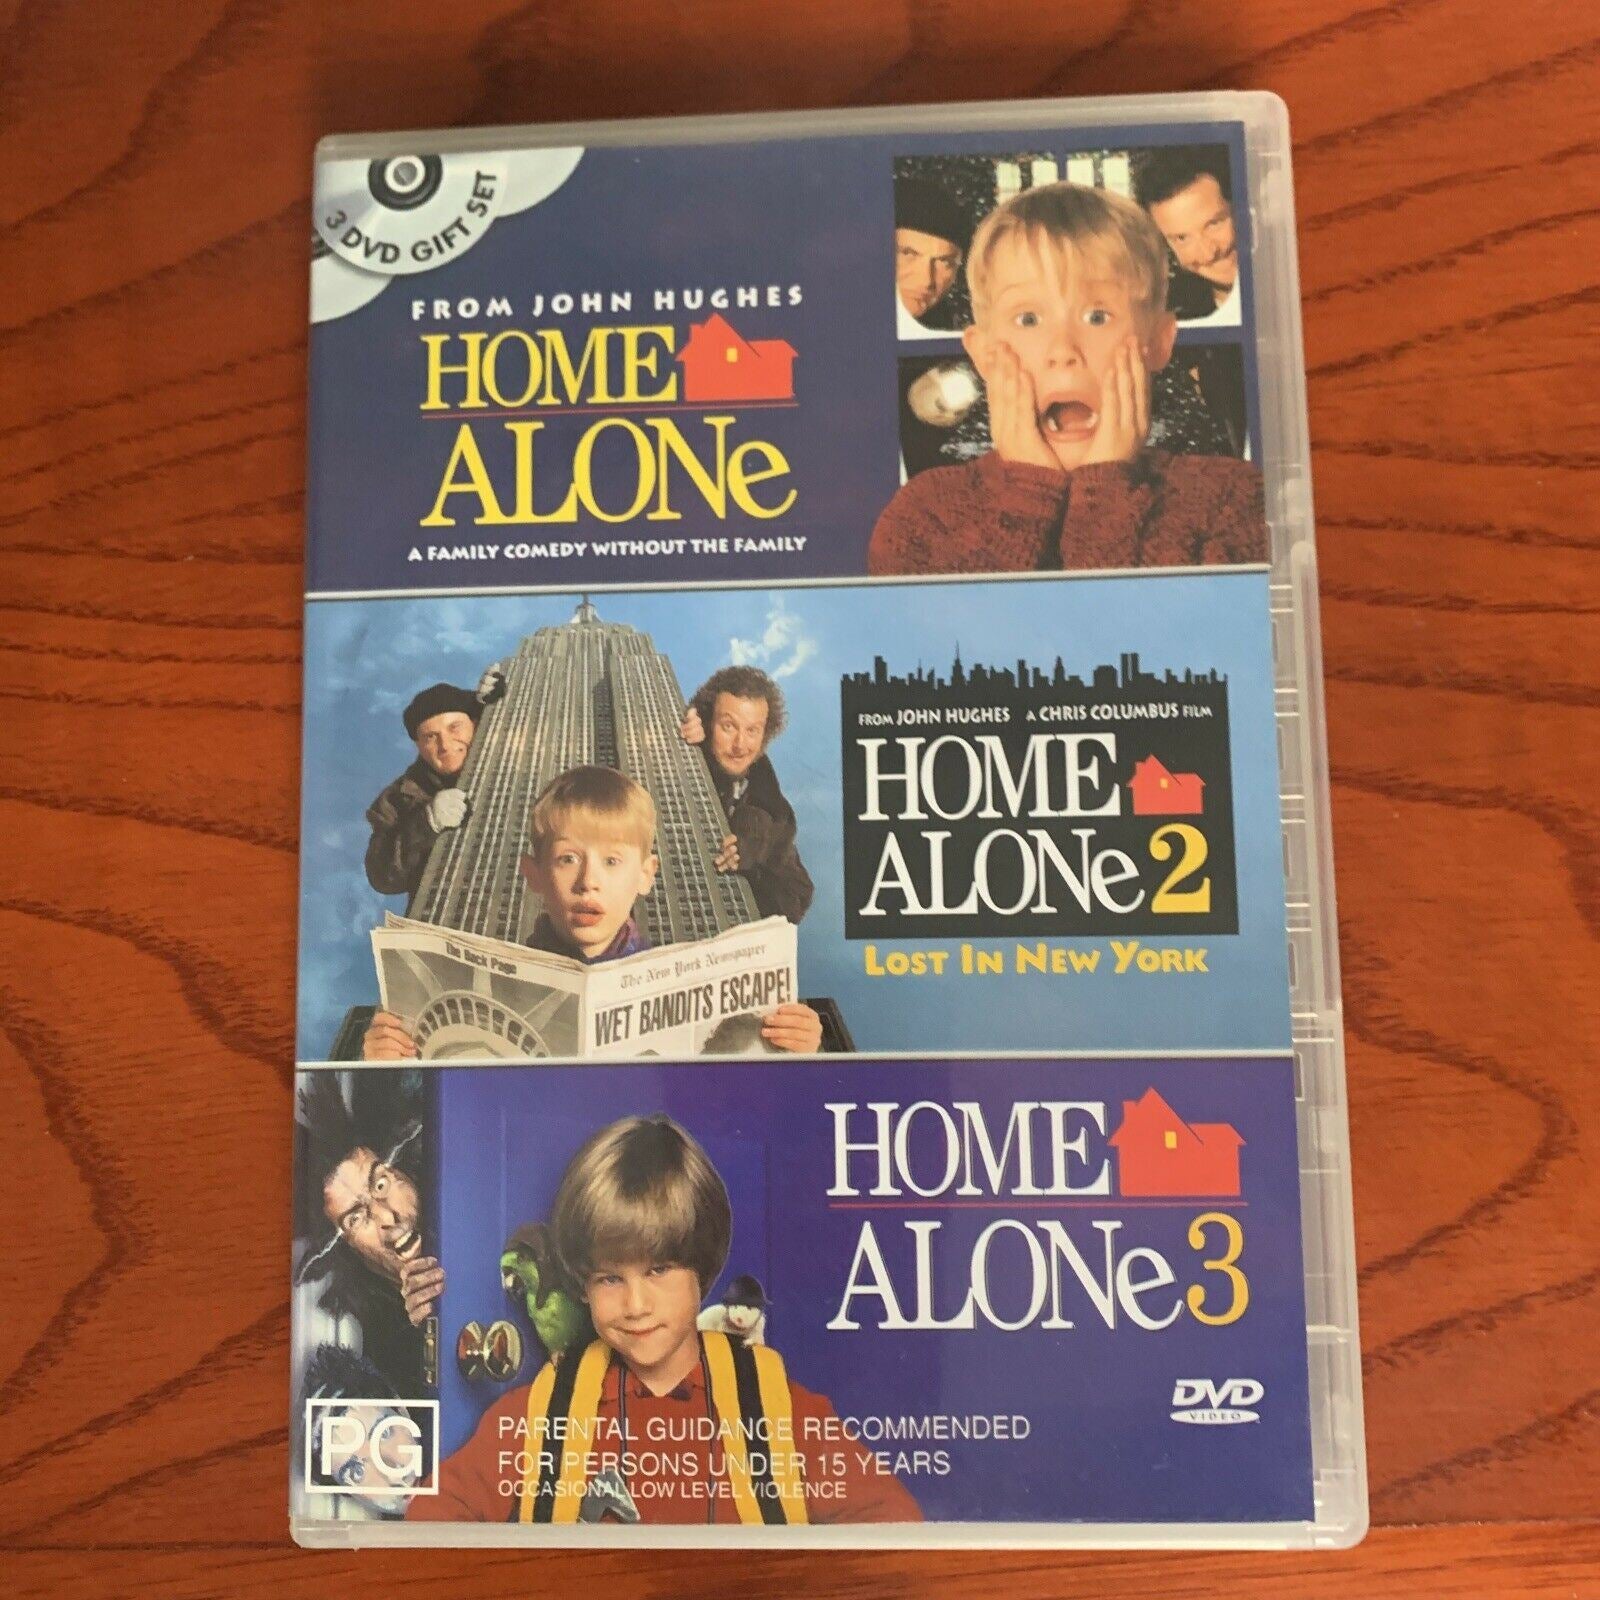 3 DVD GIFT SET
FROM JOHN HUGHES
HOME
ALONe
A FAMILY COMEDY WITHOUT THE FAMILY
FROM JOHN HUGHES A CHRIS COLUMBUS FILM
HOME
ALONe 2
LOST IN NEW YORK
The Back Page
The New York Newspaper
WET BANDITS ESCAPE!
HOME
ALONe 3
DVD
VIDEO
PG
PARENTAL GUIDANCE RECOMMENDED
FOR PERSONS UNDER 15 YEARS
OCCASIONAL LOW LEVEL VIOLENCE